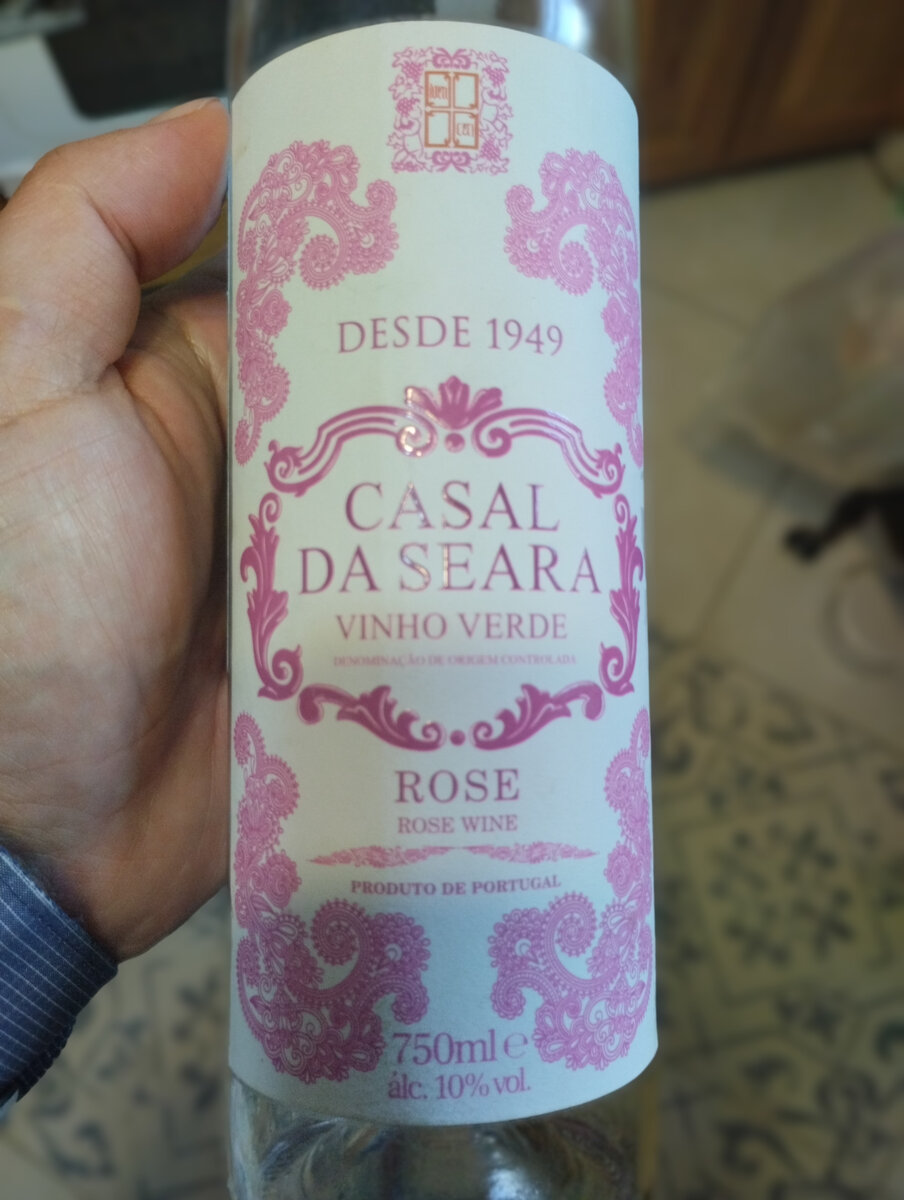 DESDE 1949
CASAL
DA SEARA
VINHO VERDE
DENOMINAÇÃO DE ORIGEM CONTROLADA
ROSE
ROSE WINE
PRODUTO DE PORTUGAL
750ml e
álc. 10% vol.